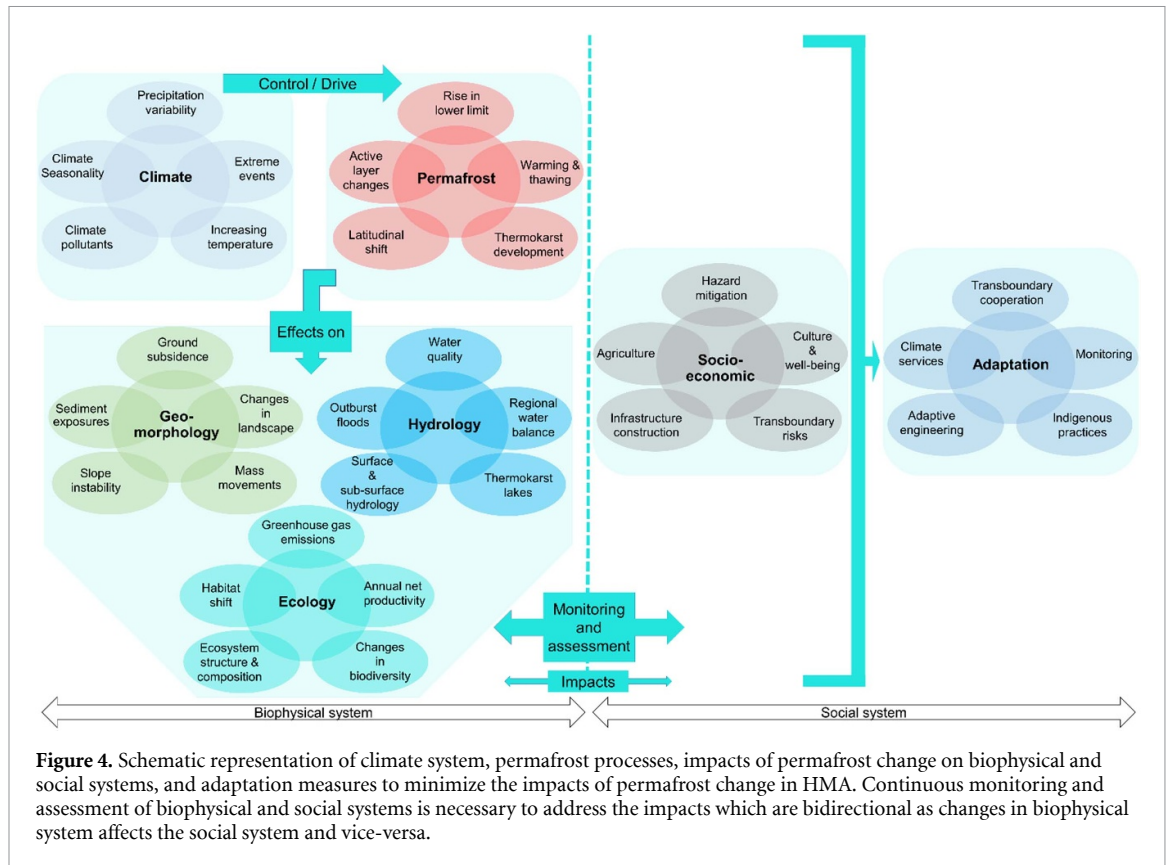 Control / Drive
Precipitation
variability
Climate
Seasonality
Climate
Extreme
events
Climate
pollutants
Increasing
temperature
Rise in
lower limit
Active
layer
changes
Permafrost
Warming &
thawing
Latitudinal
shift
Thermokarst
development
Effects on
Ground
subsidence
Sediment
exposures
Geo-
morphology
Changes
in
landscape
Slope
instability
Mass
movements
Water
quality
Outburst
floods
Hydrology
Regional
water
balance
Surface
&
sub-surface
hydrology
Thermokarst
lakes
Greenhouse gas
emissions
Habitat
shift
Ecology
Annual net
productivity
Ecosystem
structure &
composition
Changes
in
biodiversity
Hazard
mitigation
Agriculture
Socio-
economic
Culture
&
well-being
Infrastructure
construction
Transboundary
risks
Transboundary
cooperation
Climate
services
Adaptation
Monitoring
Adaptive
engineering
Indigenous
practices
Monitoring
and
assessment
Impacts
Biophysical system
Social system
Figure 4. Schematic representation of climate system, permafrost processes, impacts of permafrost change on biophysical and
social systems, and adaptation measures to minimize the impacts of permafrost change in HMA. Continuous monitoring and
assessment of biophysical and social systems is necessary to address the impacts which are bidirectional as changes in biophysical
system affects the social system and vice-versa.